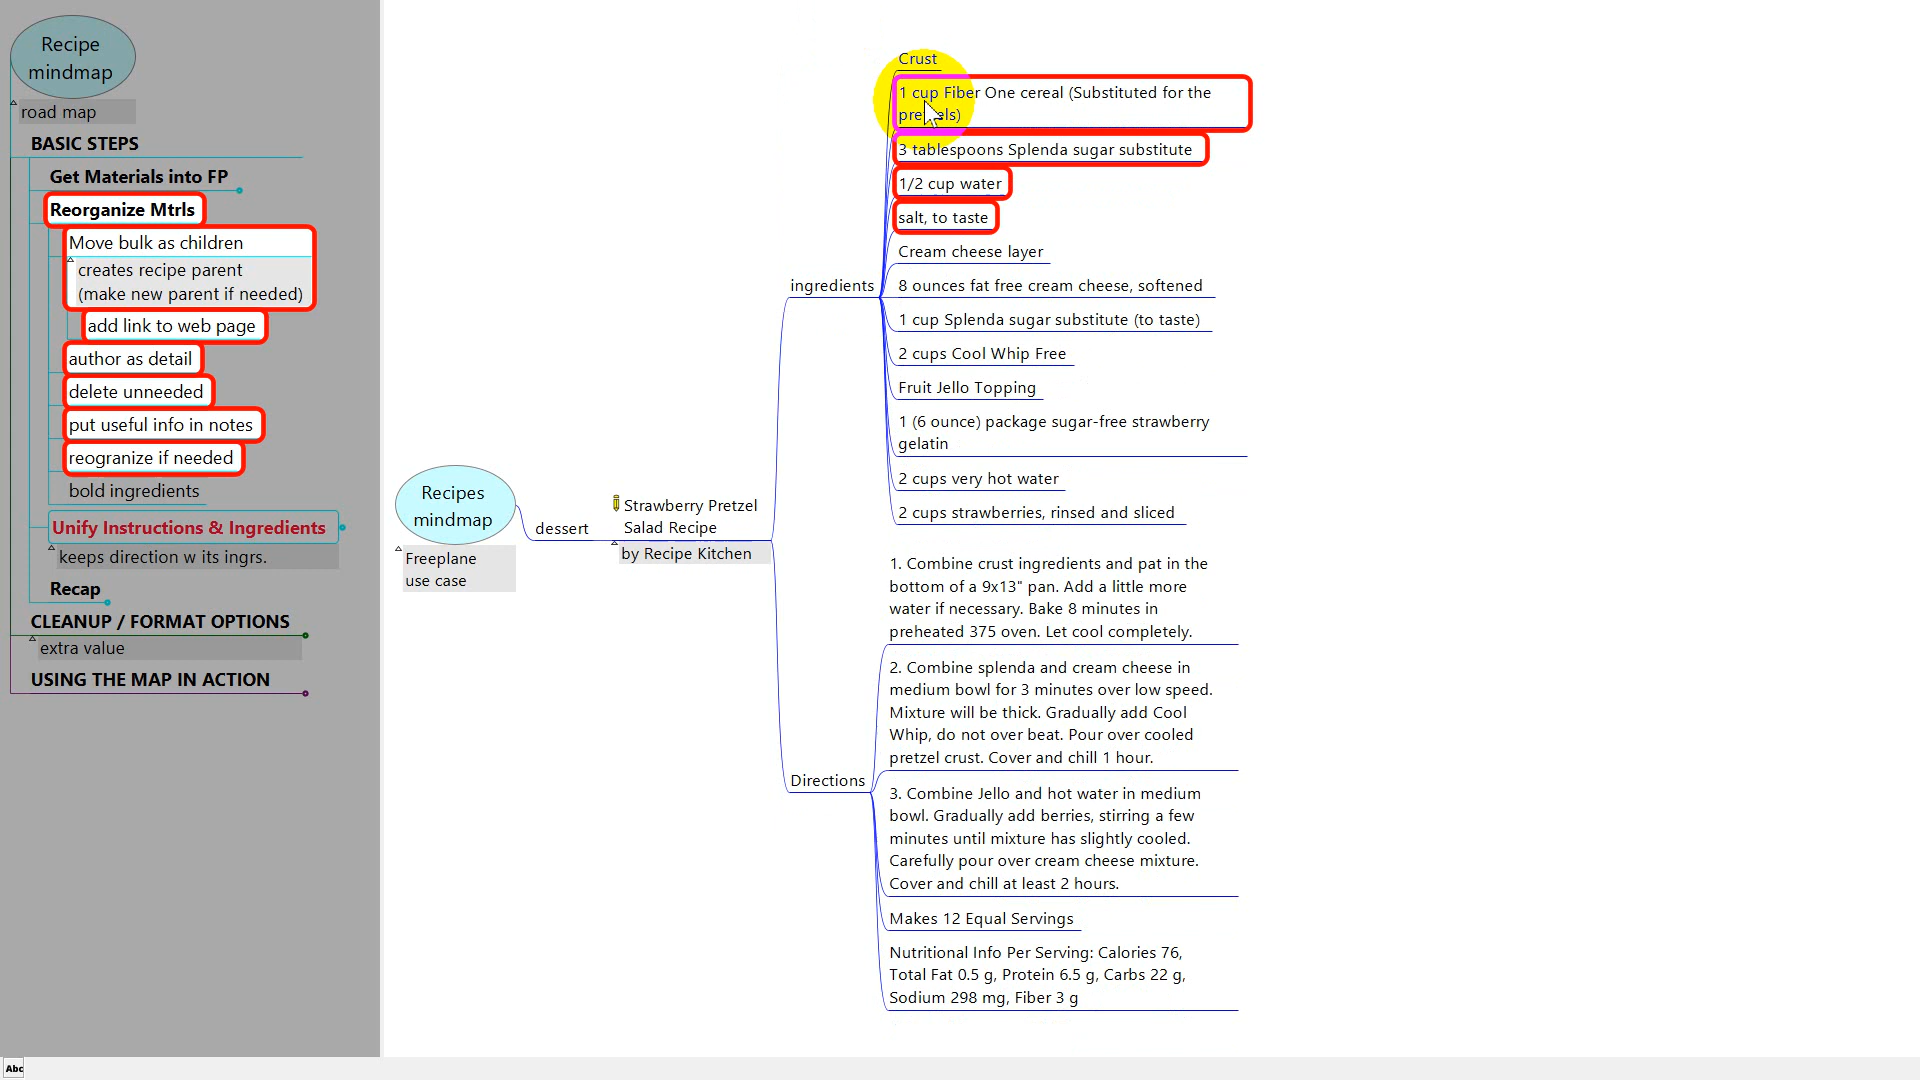 Recipe
mindmap
road map
BASIC STEPS
Get Materials into FP
Reorganize Mtrls
Move bulk as children
creates recipe parent
(make new parent if needed)
add link to web page
author as detail
delete unneeded
put useful info in notes
reogranize if needed
bold ingredients
Unify Instructions & Ingredients
keeps direction w its ingrs.
Recap
CLEANUP / FORMAT OPTIONS
extra value
USING THE MAP IN ACTION
Recipes
mindmap
Freeplane
use case
dessert
Strawberry Pretzel
Salad Recipe
by Recipe Kitchen
ingredients
Crust
1 cup Fiber One cereal (Substituted for the
pretzels)
3 tablespoons Splenda sugar substitute
1/2 cup water
salt, to taste
Cream cheese layer
8 ounces fat free cream cheese, softened
1 cup Splenda sugar substitute (to taste)
2 cups Cool Whip Free
Fruit Jello Topping
1 (6 ounce) package sugar-free strawberry
gelatin
2 cups very hot water
2 cups strawberries, rinsed and sliced
Directions
1. Combine crust ingredients and pat in the
bottom of a 9x13" pan. Add a little more
water if necessary. Bake 8 minutes in
preheated 375 oven. Let cool completely.
2. Combine splenda and cream cheese in
medium bowl for 3 minutes over low speed.
Mixture will be thick. Gradually add Cool
Whip, do not over beat. Pour over cooled
pretzel crust. Cover and chill 1 hour.
3. Combine Jello and hot water in medium
bowl. Gradually add berries, stirring a few
minutes until mixture has slightly cooled.
Carefully pour over cream cheese mixture.
Cover and chill at least 2 hours.
Makes 12 Equal Servings
Nutritional Info Per Serving: Calories 76,
Total Fat 0.5 g, Protein 6.5 g, Carbs 22 g,
Sodium 298 mg, Fiber 3 g
Abc